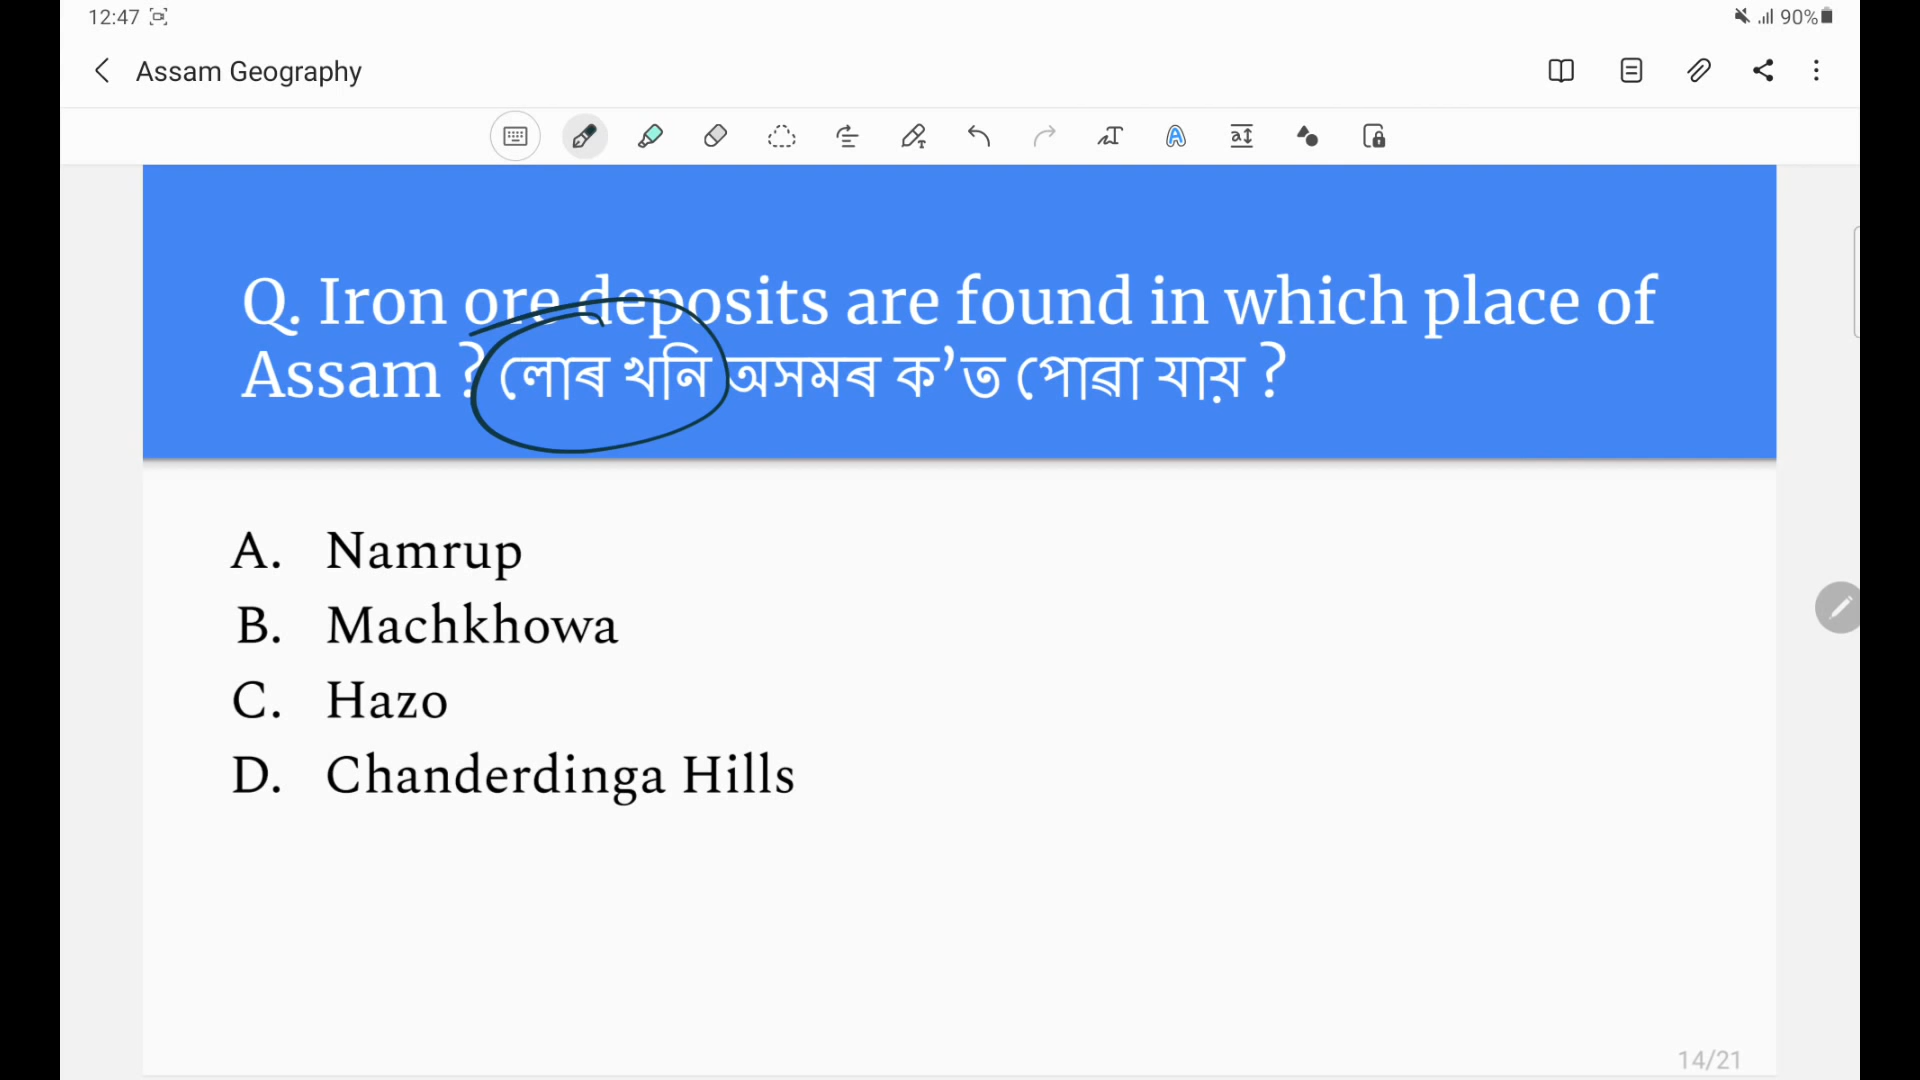 12:47
90%
Assam Geography
Q. Iron ore deposits are found in which place of
Assam ? লোৰ খনি অসমৰ ক’ত পোৱা যায় ?
A. Namrup
B. Machkhowa
C. Hazo
D. Chanderdinga Hills
14/21